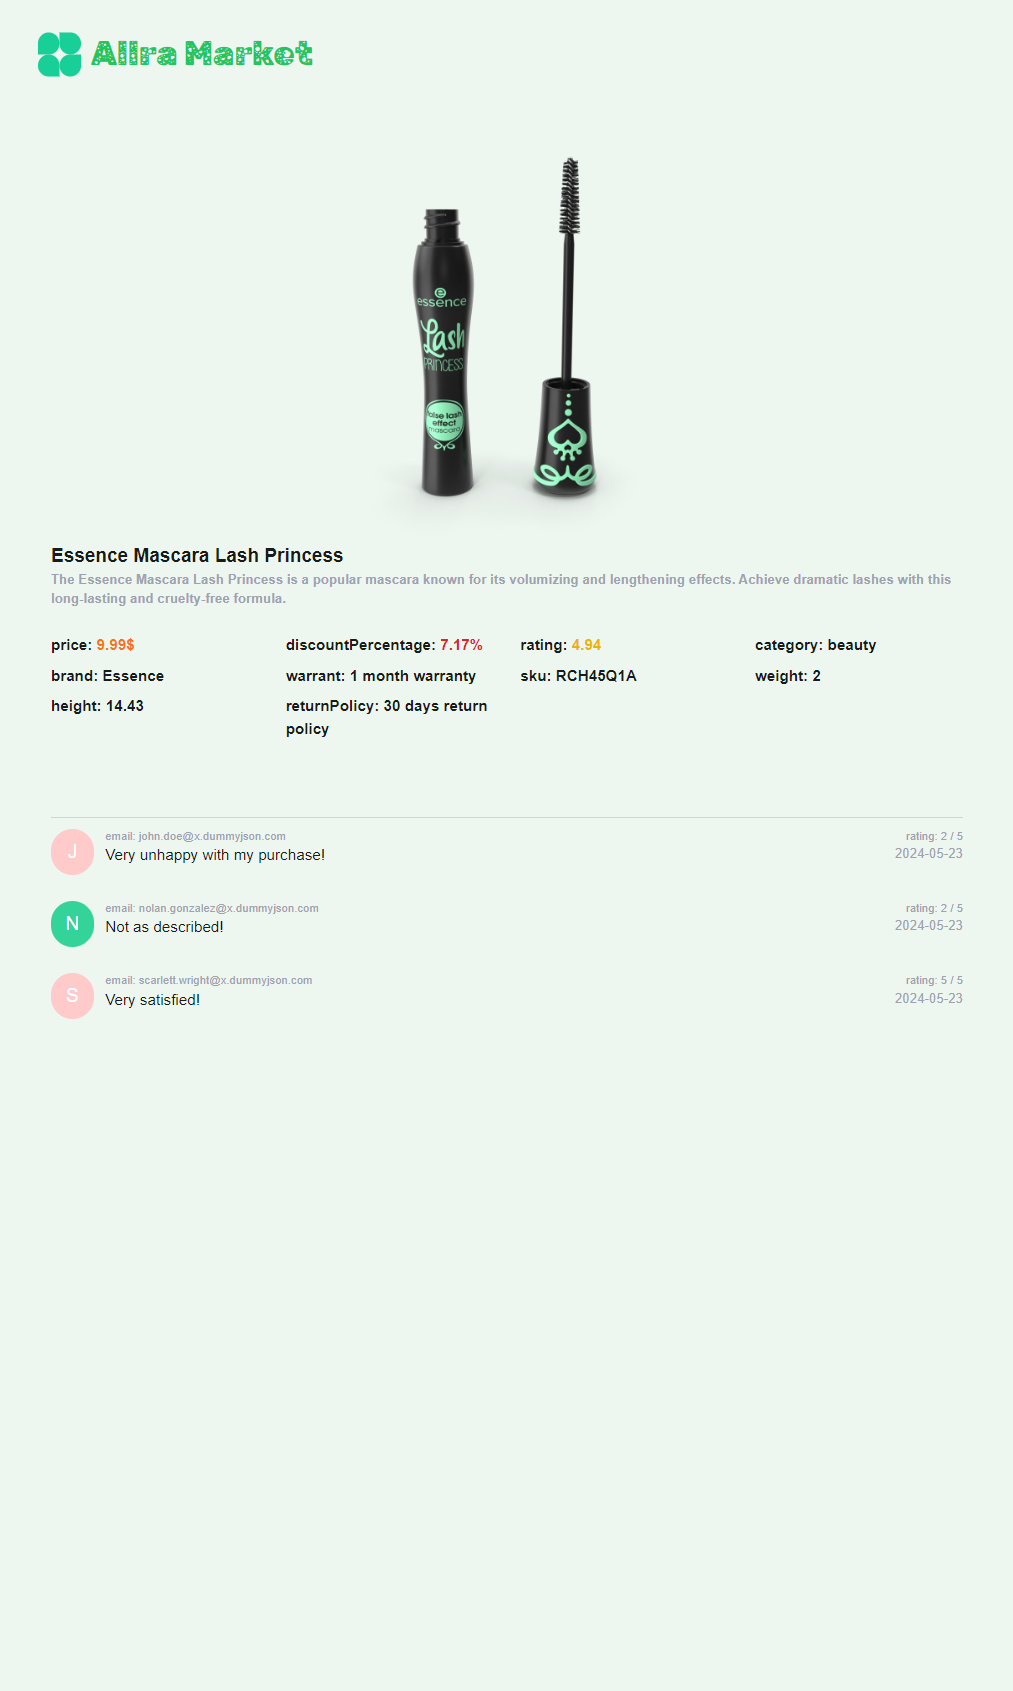 Allra Market
essence
Lash
PRINCESS
false lash
effect
mascara
Essence Mascara Lash Princess
The Essence Mascara Lash Princess is a popular mascara known for its volumizing and lengthening effects. Achieve dramatic lashes with this
long-lasting and cruelty-free formula.
price: 9.99$ discountPercentage: 7.17% rating: 4.94 category: beauty
brand: Essence warrant: 1 month warranty sku: RCH45Q1A weight: 2
height: 14.43 returnPolicy: 30 days return
policy
J
email: john.doe@x.dummyjson.com rating: 2 / 5
Very unhappy with my purchase! 2024-05-23
N
email: nolan.gonzalez@x.dummyjson.com rating: 2 / 5
Not as described! 2024-05-23
S
email: scarlett.wright@x.dummyjson.com rating: 5 / 5
Very satisfied! 2024-05-23